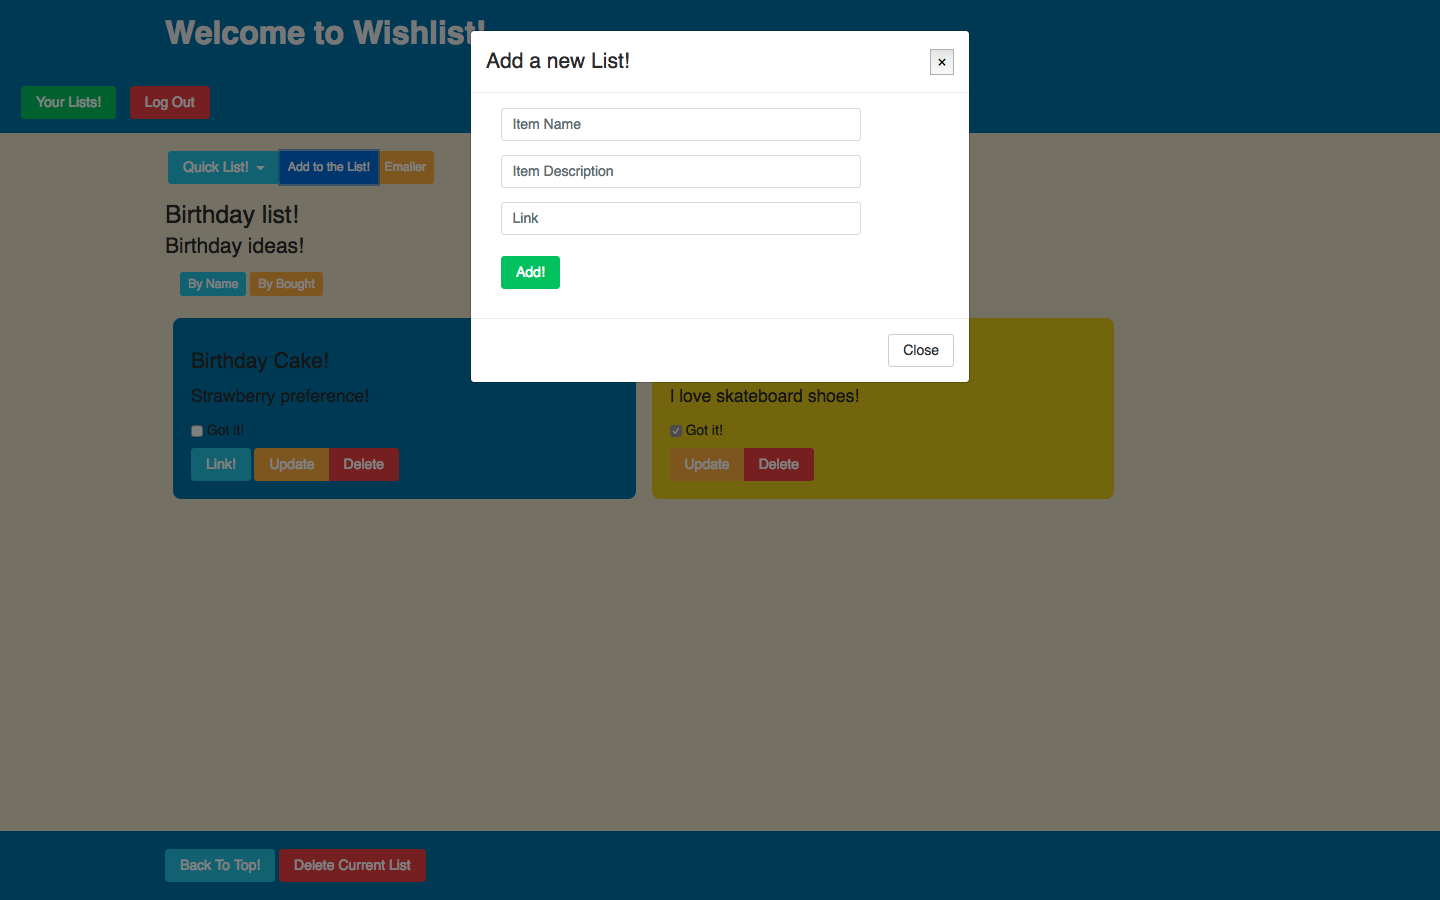 Welcome to Wishlist!
Add a new List!
×
Your Lists!
Log Out
Item Name
Item Description
Link
Add!
Close
Quick List!
Add to the List!
Emailer
Birthday list!
Birthday ideas!
By Name
By Bought
Birthday Cake!
Strawberry preference!
Got it!
Link!
Update
Delete
I love skateboard shoes!
Got it!
Update
Delete
Back To Top!
Delete Current List